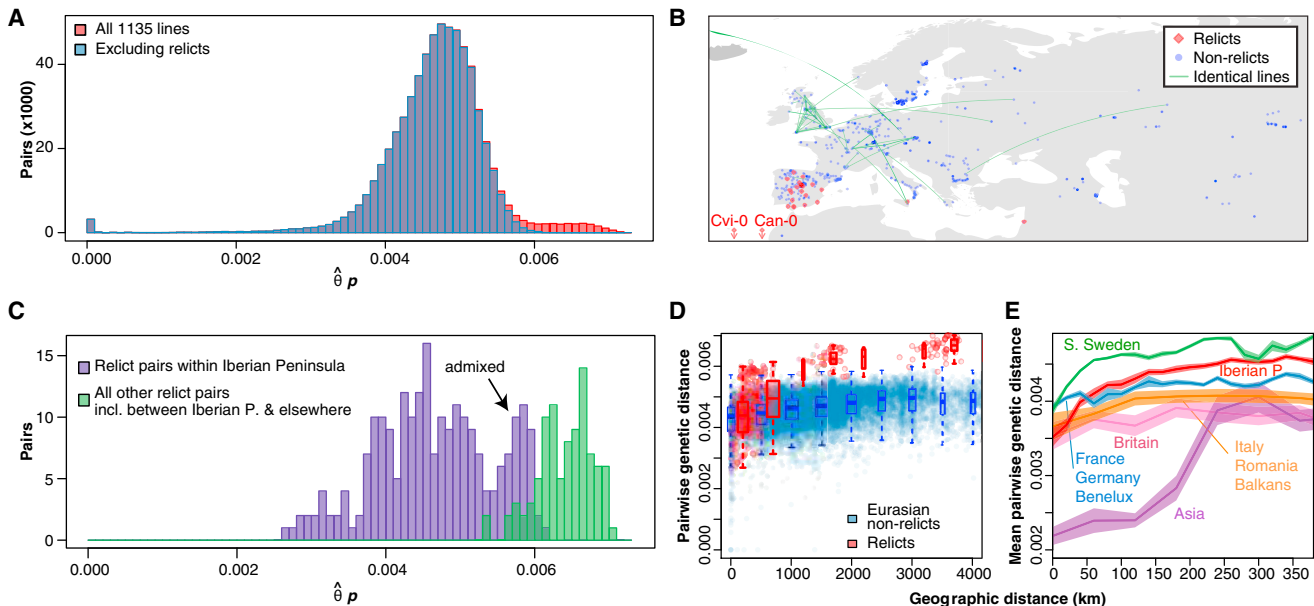 A
All 1135 lines
Excluding relicts
Pairs (x1000)
40
20
0
0.000
0.002
0.004
0.006
θ̂ p
B
Relicts
Non-relicts
Identical lines
Cvi-0 Can-0
C
Relict pairs within Iberian Peninsula
All other relict pairs
incl. between Iberian P. & elsewhere
admixed
Pairs
15
10
5
0
0.000
0.002
0.004
0.006
θ̂ p
D
Pairwise genetic distance
0.006
0.004
0.002
0.000
Eurasian
non-relicts
Relicts
0
1000
2000
3000
4000
E
Mean pairwise genetic distance
0.004
0.003
0.002
S. Sweden
Iberian P.
Britain
France
Germany
Benelux
Italy
Romania
Balkans
Asia
0
50
100
150
200
250
300
350
Geographic distance (km)